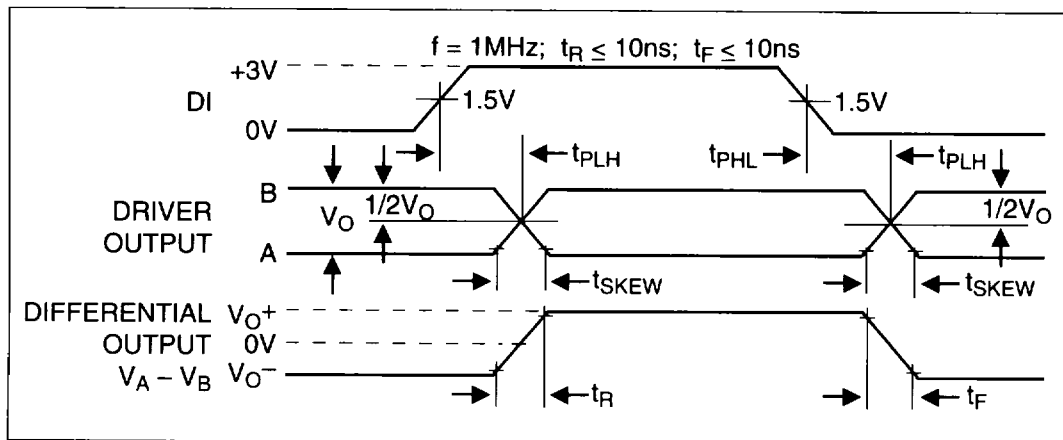 f = 1MHz; tR ≤ 10ns; tF ≤ 10ns
+3V
DI
1.5V
1.5V
0V
tPLH
tPHL
tPLH
B
DRIVER
OUTPUT
VO
1/2VO
1/2VO
A
tSKEW
tSKEW
DIFFERENTIAL
OUTPUT
VA – VB
VO+
0V
VO–
tR
tF